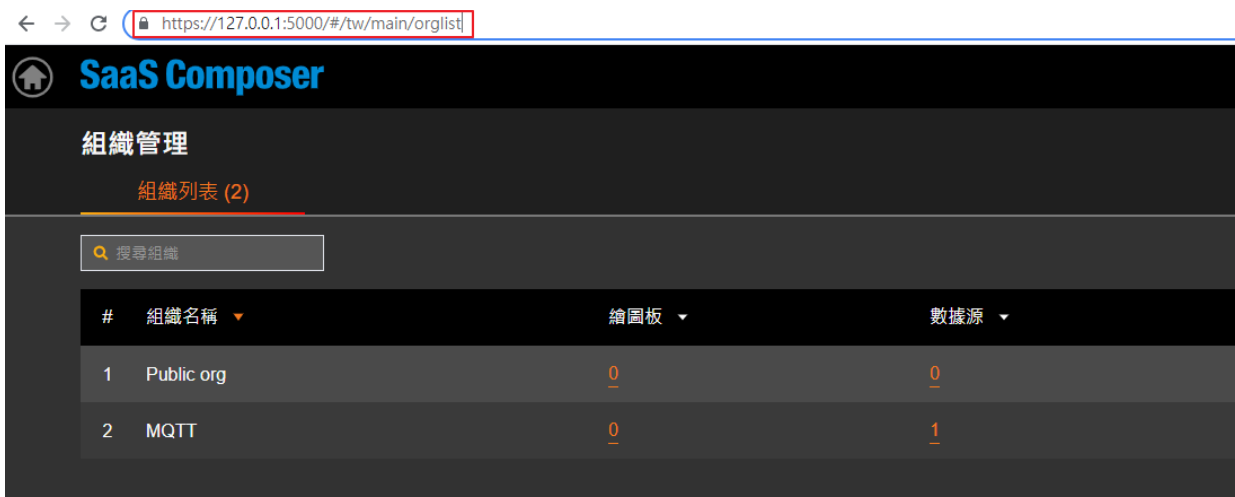 https://127.0.0.1:5000/#/tw/main/orglist
SaaS Composer
組織管理
組織列表 (2)
搜尋組織
# 組織名稱 繪圖板 數據源
1 Public org 0 0
2 MQTT 0 1